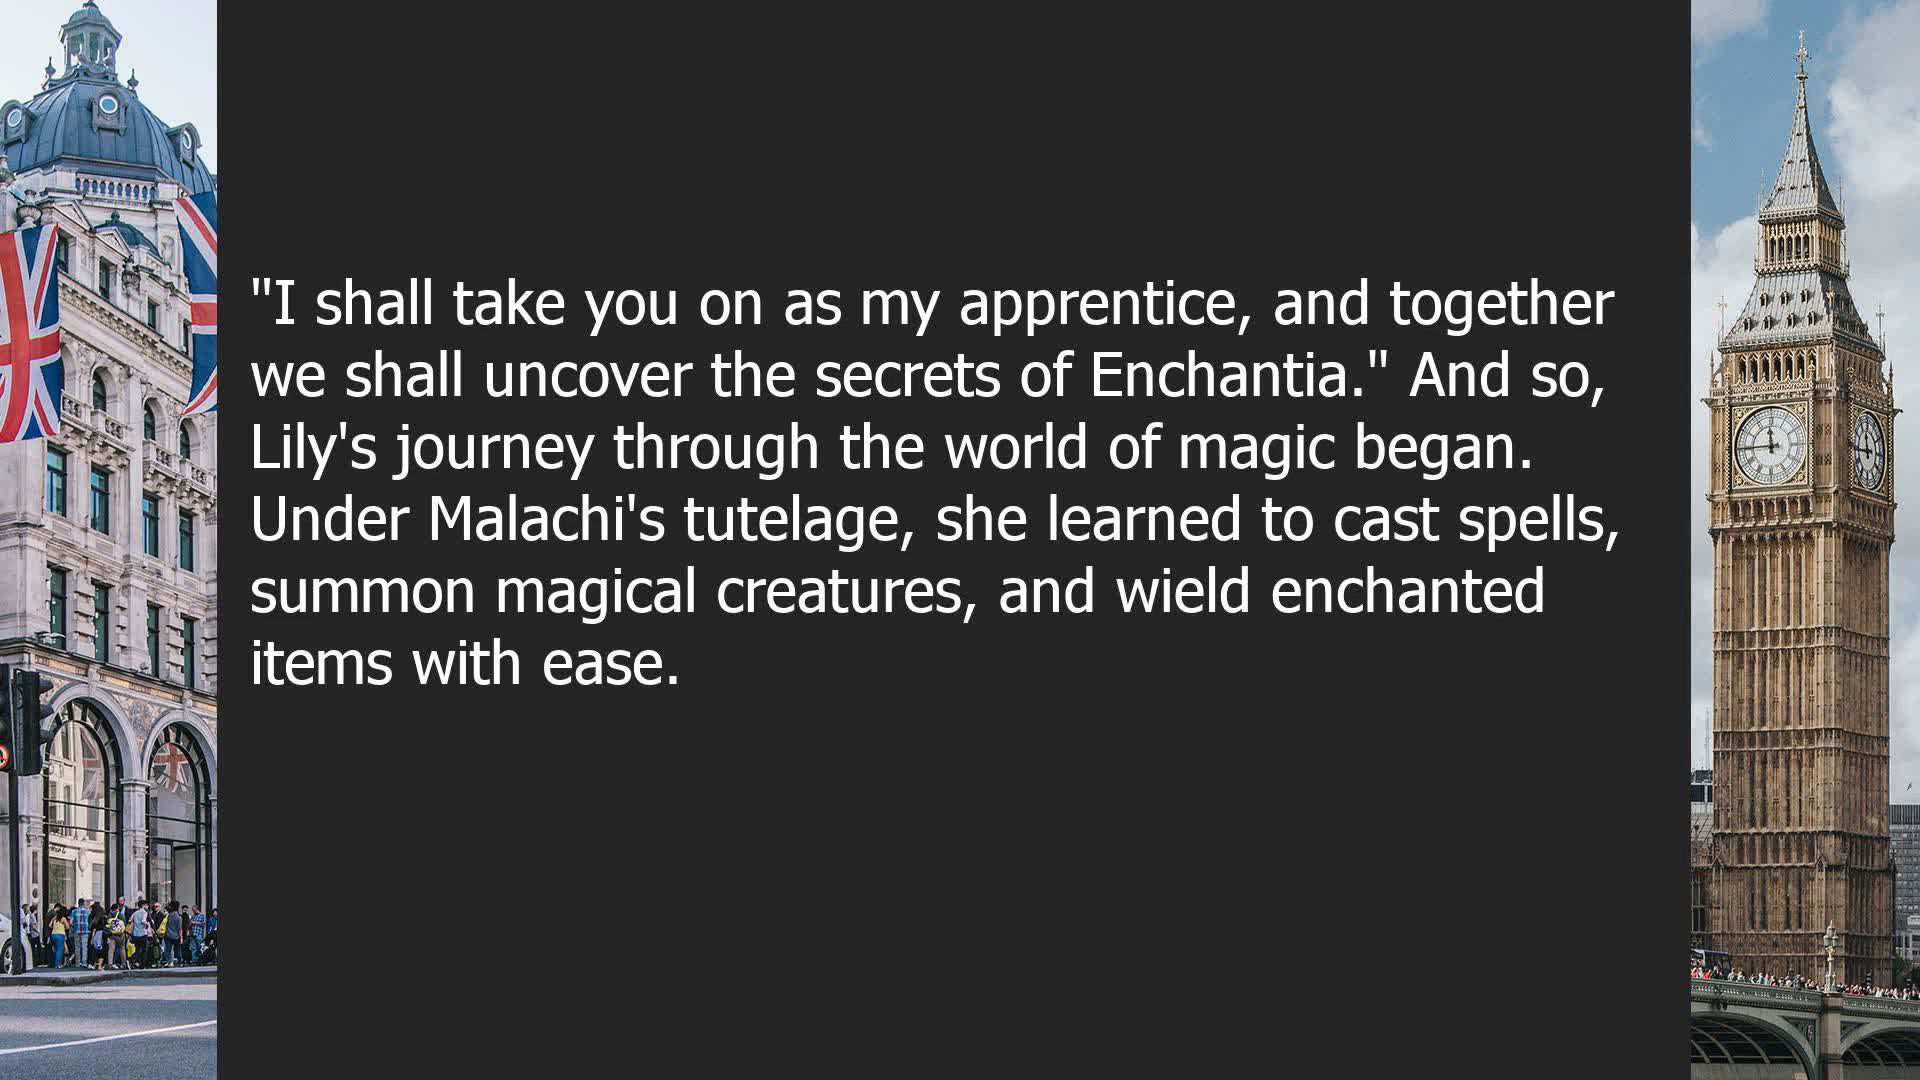 "I shall take you on as my apprentice, and together
we shall uncover the secrets of Enchantia." And so,
Lily's journey through the world of magic began.
Under Malachi's tutelage, she learned to cast spells,
summon magical creatures, and wield enchanted
items with ease.